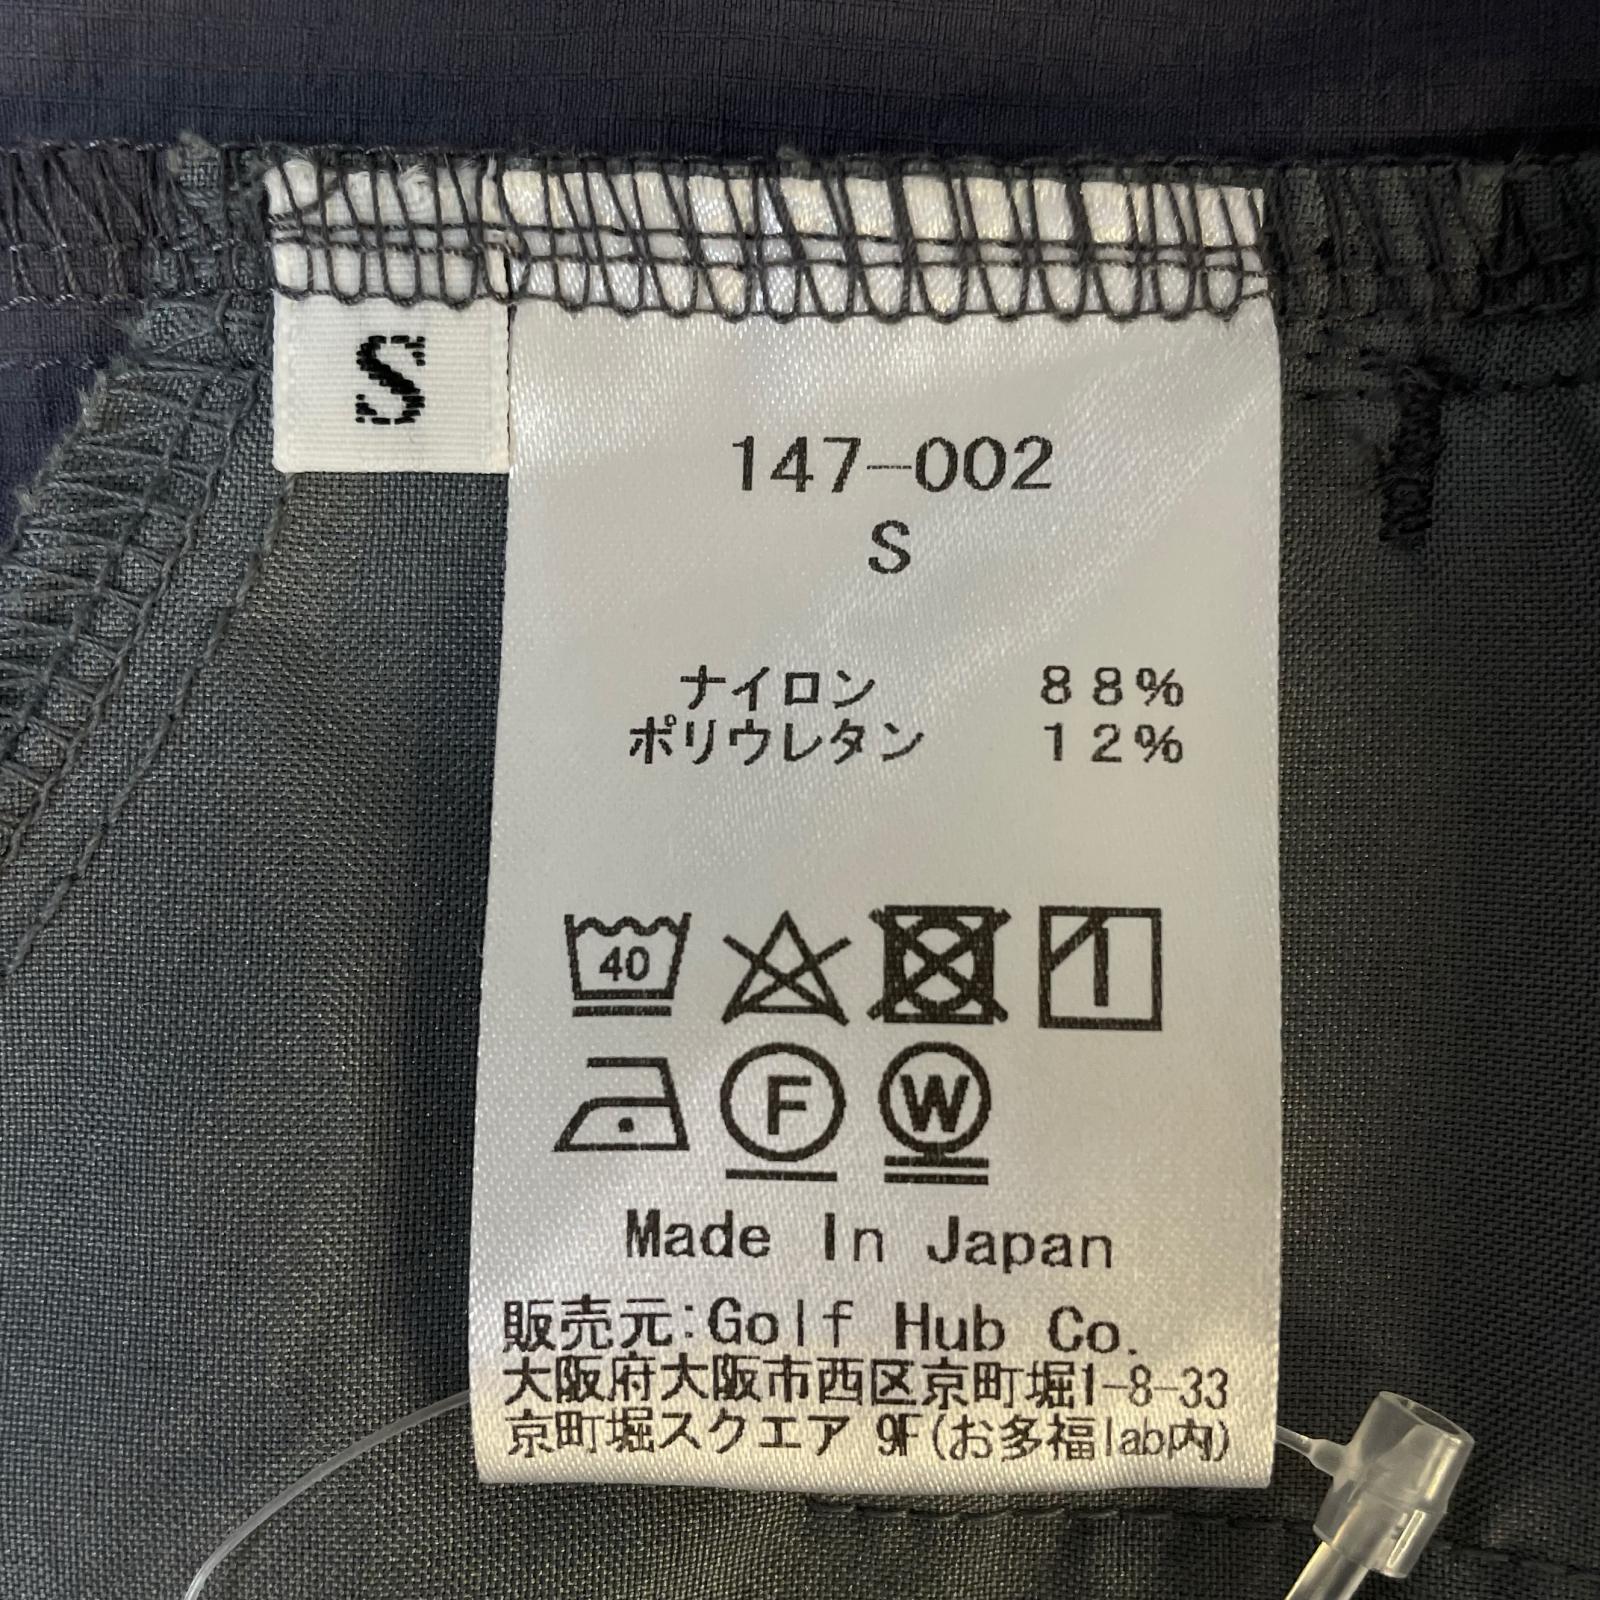 S
147-002
S
ナイロン 88%
ポリウレタン 12%
40
F
W
Made In Japan
販売元:Golf Hub Co.
大阪府大阪市西区京町堀1-8-33
京町堀スクエア 9F(お多福lab内)